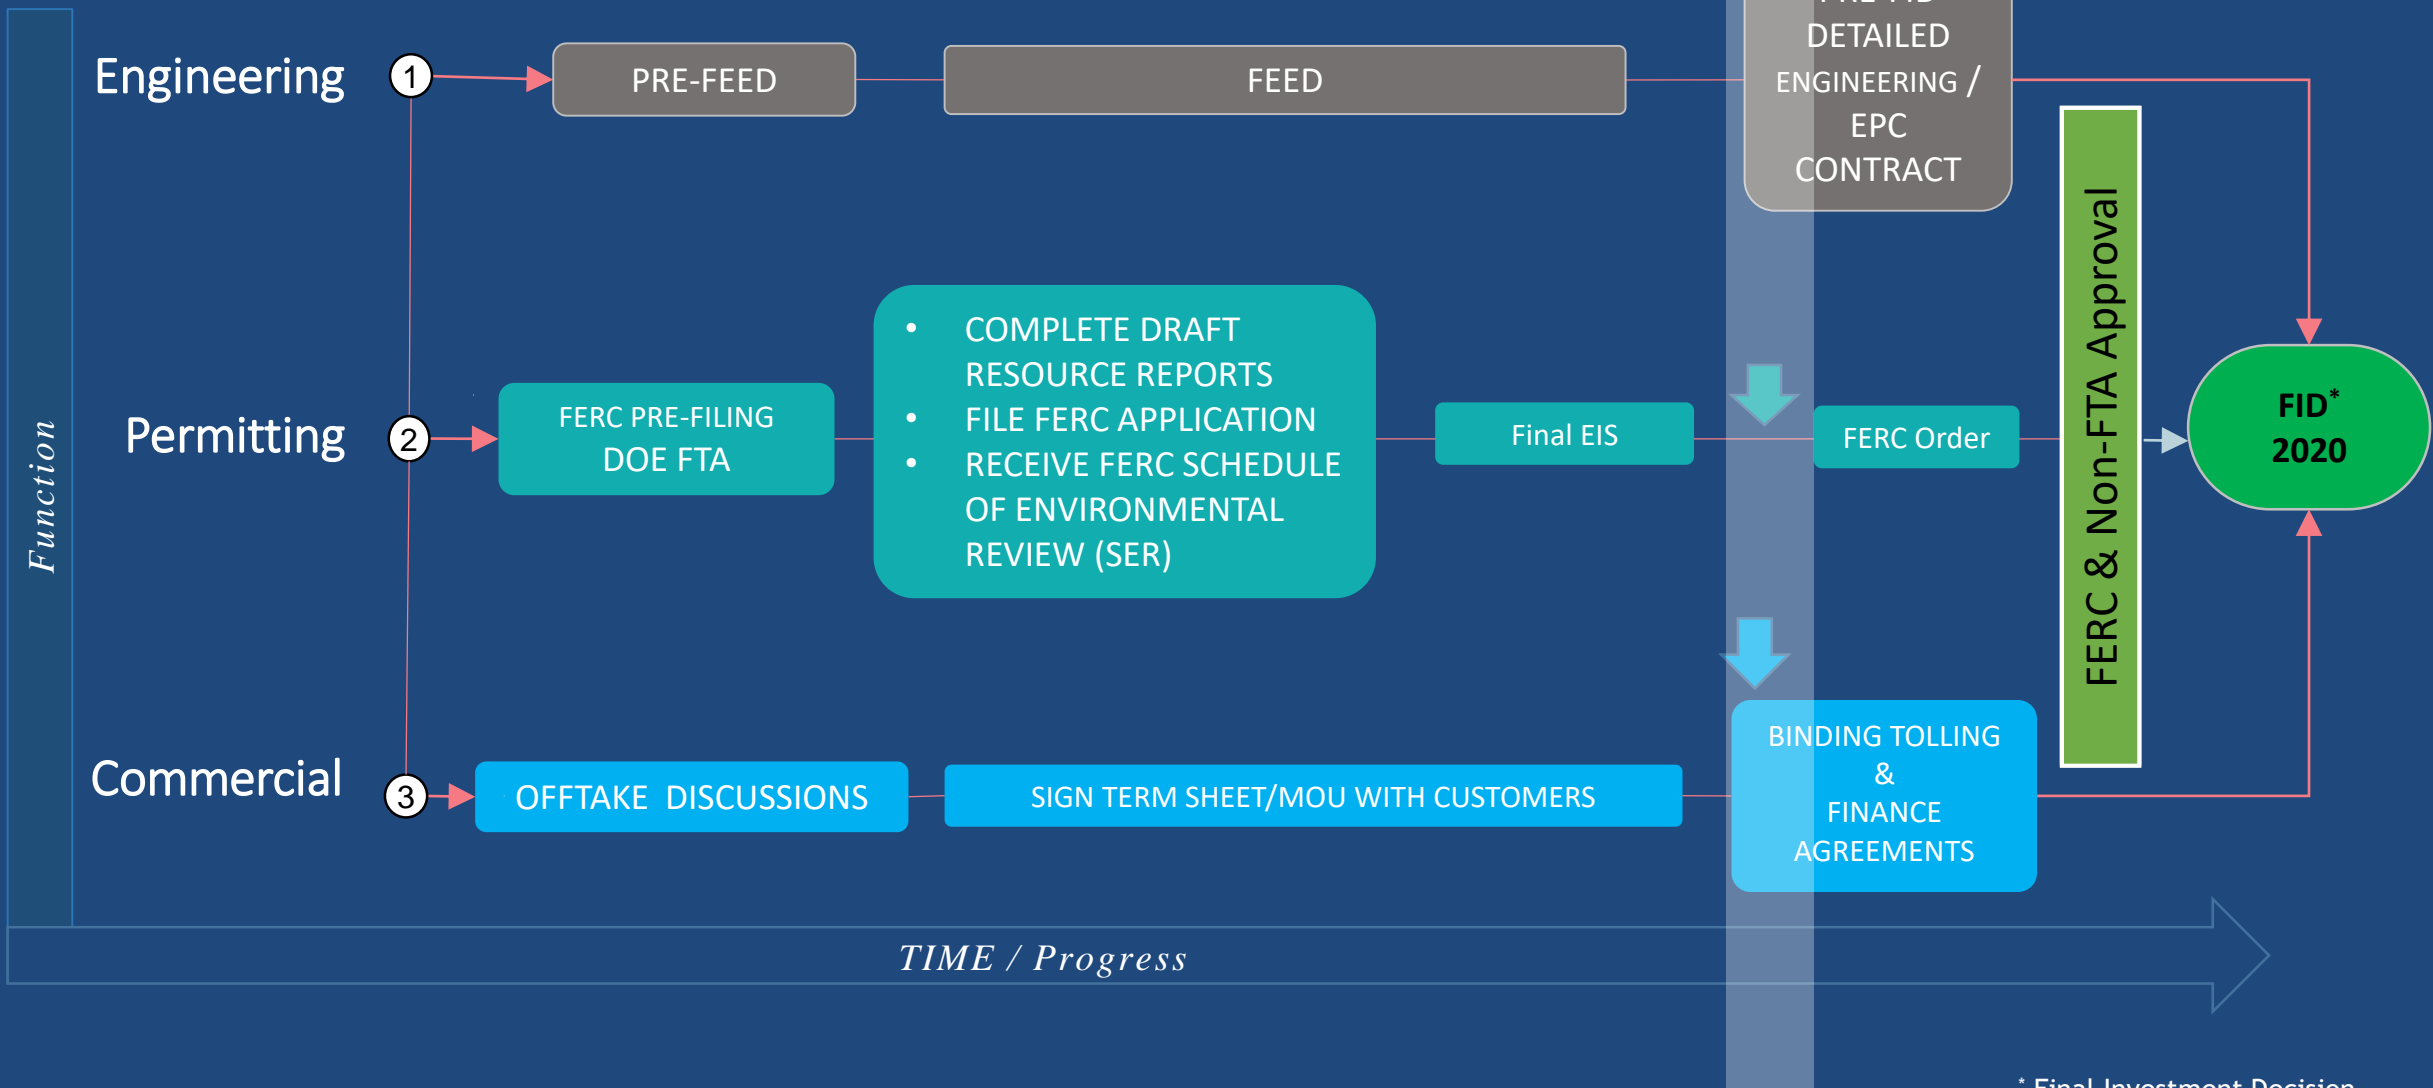 DETAILED
ENGINEERING /
EPC
CONTRACT
Engineering
1
PRE-FEED
FEED
FERC & Non-FTA Approval
• COMPLETE DRAFT
RESOURCE REPORTS
• FILE FERC APPLICATION
• RECEIVE FERC SCHEDULE
OF ENVIRONMENTAL
REVIEW (SER)
Permitting
2
FERC PRE-FILING
DOE FTA
Final EIS
FERC Order
FID*
2020
Function
Commercial
3
OFFTAKE DISCUSSIONS
SIGN TERM SHEET/MOU WITH CUSTOMERS
BINDING TOLLING
&
FINANCE
AGREEMENTS
TIME / Progress
* Final Investment Decision